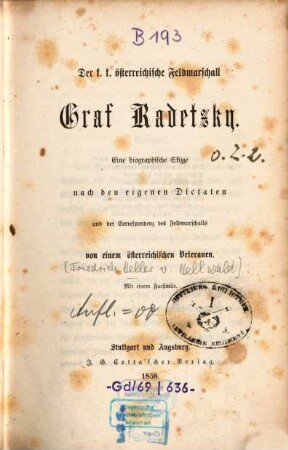 B 193
Der k. k. österreichische Feldmarschall
Graf Radetzky.
Eine biographische Skizze
o. L. L.
nach den eigenen Dictaten
und der Correspondenz des Feldmarschalls
von einem österreichischen Veteranen.
[Friedrich Heller v. Hellwald]
Mit einem Facsimile.
Stuttgart und Augsburg.
J. G. Cotta'scher Verlag.
1858.
-Gd/69 | 636-